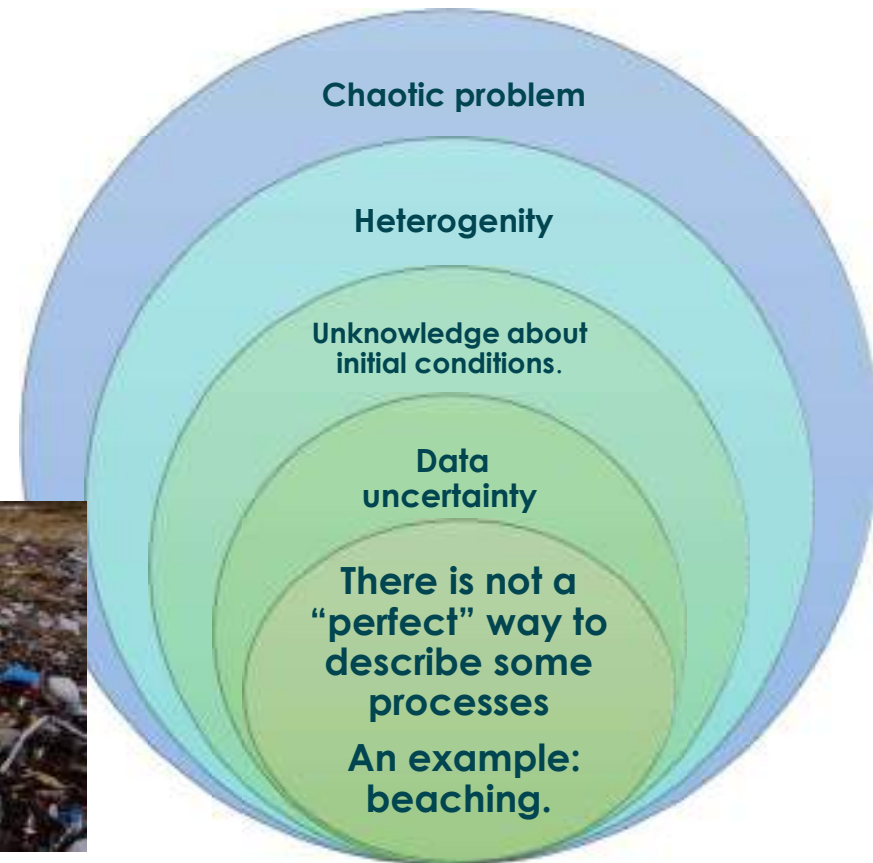 Chaotic problem
Heterogenity
Unknowledge about
initial conditions.
Data
uncertainty
There is not a
“perfect” way to
describe some
processes
An example:
beaching.